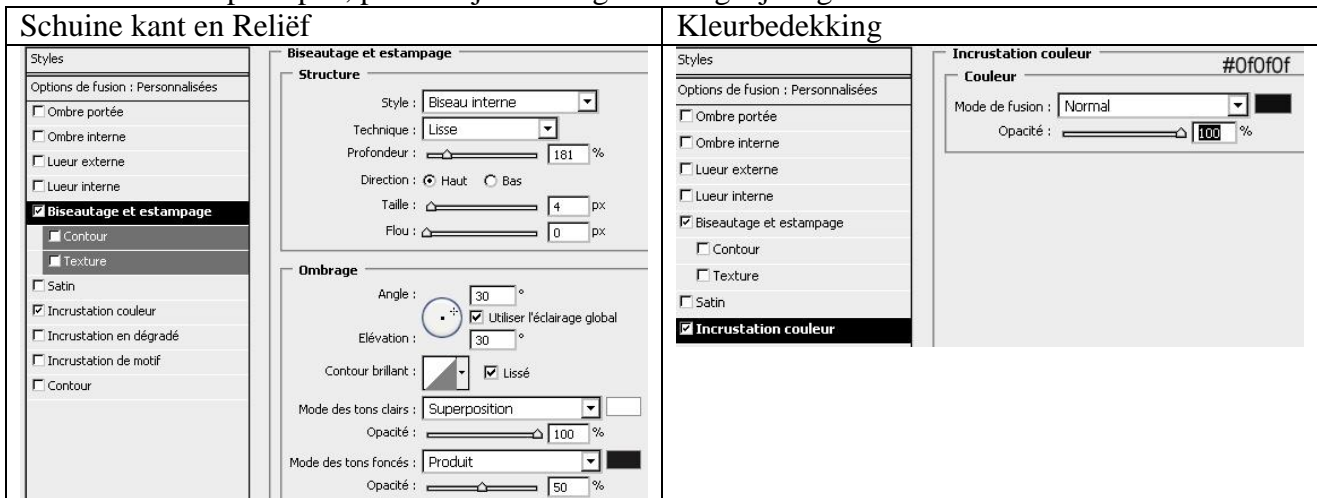 Schuine kant en Reliëf
Styles
Options de fusion : Personnalisées
Ombre portée
Ombre interne
Lueur externe
Lueur interne
Biseautage et estampage
Contour
Texture
Satin
Incrustation couleur
Incrustation en dégradé
Incrustation de motif
Contour
Biseautage et estampage
Structure
Style : Biseau interne
Technique : Lisse
Profondeur : 181 %
Direction : Haut Bas
Taille : 4 px
Flou : 0 px
Ombrage
Angle : 30 °
Utiliser l'éclairage global
Elévation : 30 °
Contour brillant : Lissé
Mode des tons clairs : Superposition
Opacité : 100 %
Mode des tons foncés : Produit
Opacité : 50 %
Kleurbedekking
Styles
Options de fusion : Personnalisées
Ombre portée
Ombre interne
Lueur externe
Lueur interne
Biseautage et estampage
Contour
Texture
Satin
Incrustation couleur
Incrustation couleur
#0f0f0f
Couleur
Mode de fusion : Normal
Opacité : 100 %